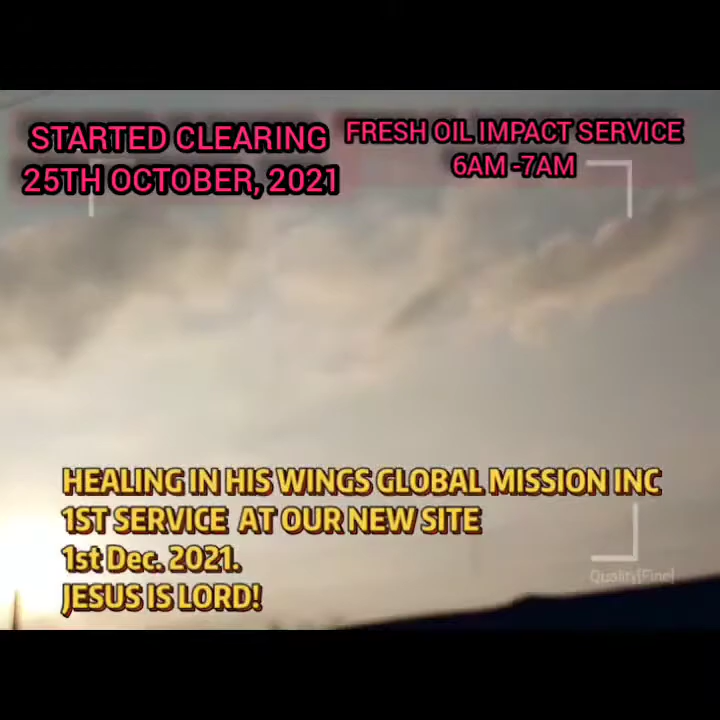 STARTED CLEARING
25TH OCTOBER, 2021
FRESH OIL IMPACT SERVICE
6AM -7AM
HEALING IN HIS WINGS GLOBAL MISSION INC
1ST SERVICE AT OUR NEW SITE
1st Dec. 2021.
JESUS IS LORD!
Quality[Fine]